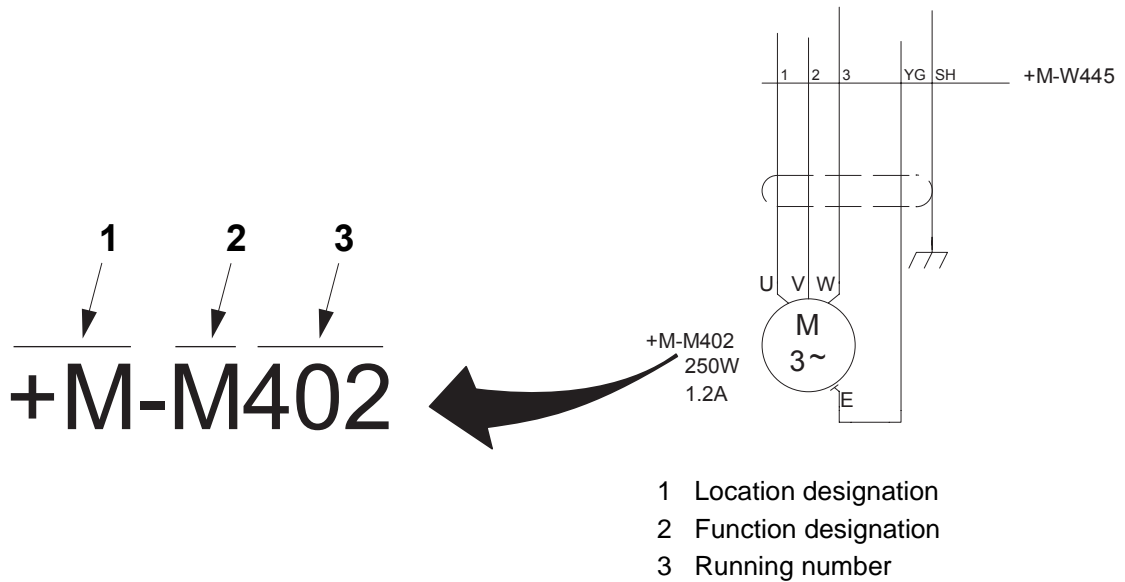 1 2 3 YG SH +M-W445
1 2 3
U V W
+M-M402
M
3~
250W
1.2A
E
+M-M402
1 Location designation
2 Function designation
3 Running number